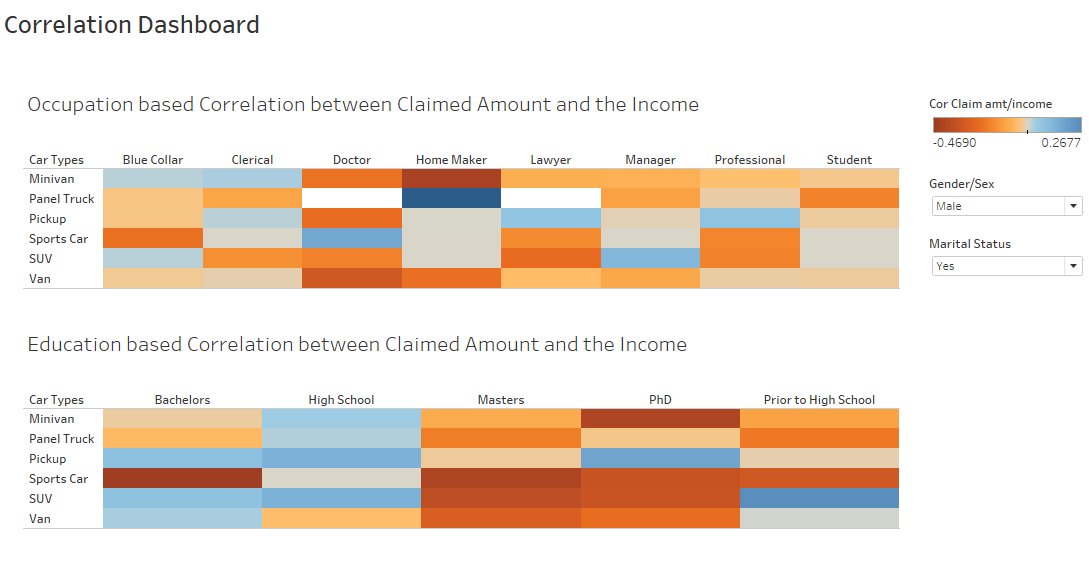 Correlation Dashboard
Occupation based Correlation between Claimed Amount and the Income
Car Types Blue Collar Clerical Doctor Home Maker Lawyer Manager Professional Student
Minivan
Panel Truck
Pickup
Sports Car
SUV
Van
Cor Claim amt/income
-0.4690 0.2677
Gender/Sex
Male
Marital Status
Yes
Education based Correlation between Claimed Amount and the Income
Car Types Bachelors High School Masters PhD Prior to High School
Minivan
Panel Truck
Pickup
Sports Car
SUV
Van